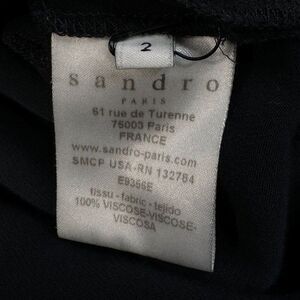 2
sandro
PARIS
61 rue de Turenne
75003 Paris
FRANCE
www.sandro-paris.com
SMCP USA-RN 132784
E9356E
tissu - fabric - tejido
100% VISCOSE-VISCOSE-
VISCOSA